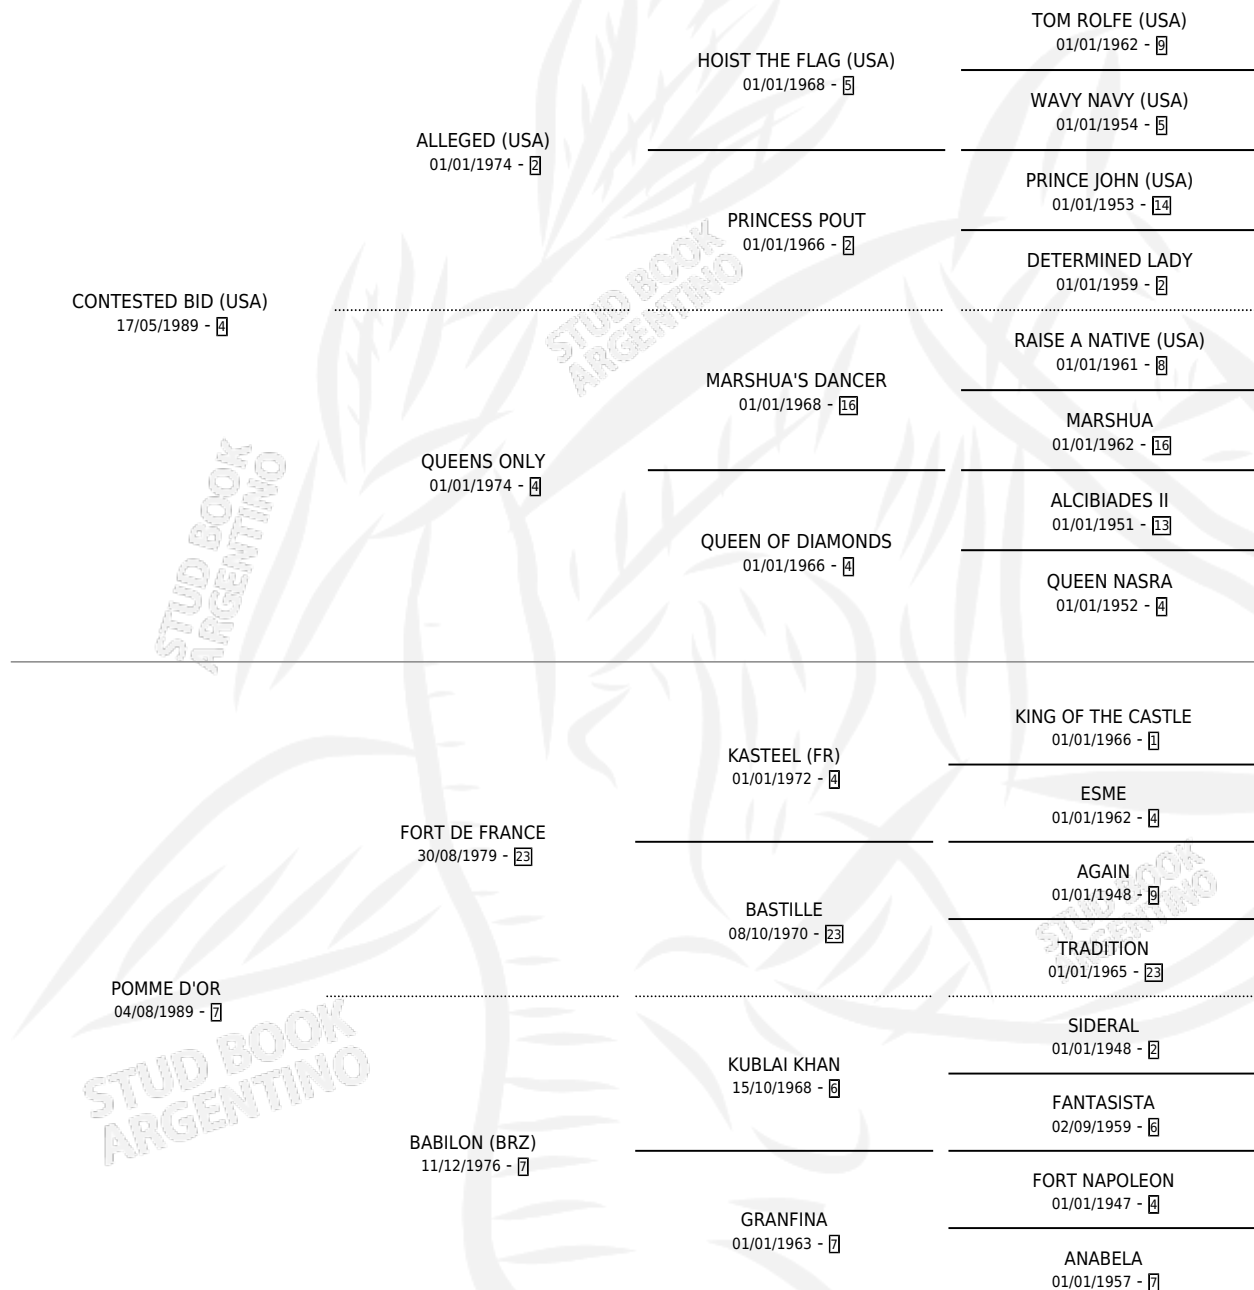 TOM ROLFE (USA)
01/01/1962 - 9
HOIST THE FLAG (USA)
01/01/1968 - 5
WAVY NAVY (USA)
01/01/1954 - 5
ALLEGED (USA)
01/01/1974 - 2
PRINCE JOHN (USA)
01/01/1953 - 14
PRINCESS POUT
01/01/1966 - 2
DETERMINED LADY
01/01/1959 - 2
CONTESTED BID (USA)
17/05/1989 - 4
RAISE A NATIVE (USA)
01/01/1961 - 8
MARSHUA'S DANCER
01/01/1968 - 16
MARSHUA
01/01/1962 - 16
QUEENS ONLY
01/01/1974 - 4
ALCIBIADES II
01/01/1951 - 13
QUEEN OF DIAMONDS
01/01/1966 - 4
QUEEN NASRA
01/01/1952 - 4
KING OF THE CASTLE
01/01/1966 - 1
KASTEEL (FR)
01/01/1972 - 4
ESME
01/01/1962 - 4
FORT DE FRANCE
30/08/1979 - 23
AGAIN
01/01/1948 - 9
BASTILLE
08/10/1970 - 23
TRADITION
01/01/1965 - 23
POMME D'OR
04/08/1989 - 7
SIDERAL
01/01/1948 - 2
KUBLAI KHAN
15/10/1968 - 6
FANTASISTA
02/09/1959 - 6
BABILON (BRZ)
11/12/1976 - 7
FORT NAPOLEON
01/01/1947 - 4
GRANFINA
01/01/1963 - 7
ANABELA
01/01/1957 - 7
STUD BOOK
ARGENTINO
STUD BOOK
ARGENTINO
STUD BOOK
ARGENTINO
STUD BOOK
ARGENTINO